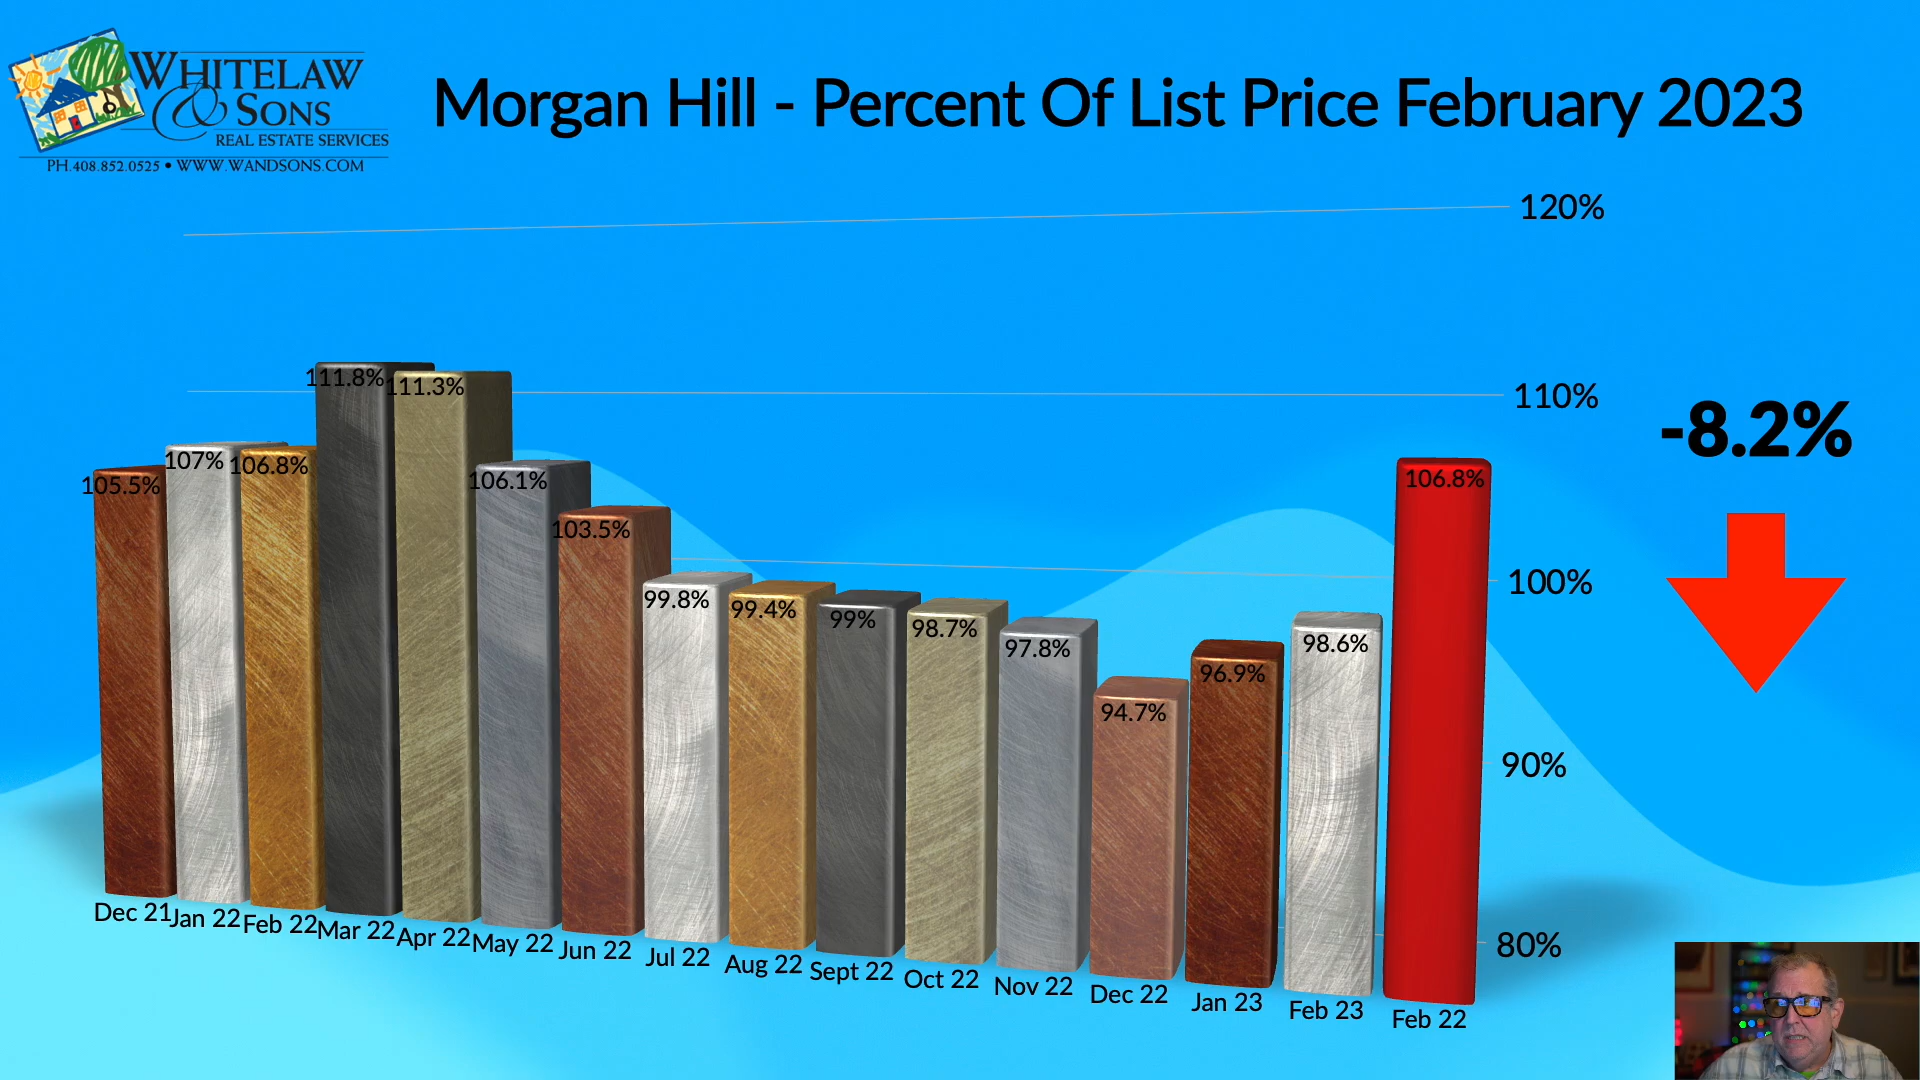 WHITELAW
& SONS
REAL ESTATE SERVICES
PH.408.852.0525 • WWW.WANDSONS.COM
Morgan Hill - Percent Of List Price February 2023
120%
110%
100%
90%
80%
-8.2%
105.5%
107%
106.8%
111.8%
111.3%
106.1%
103.5%
99.8%
99.4%
99%
98.7%
97.8%
94.7%
96.9%
98.6%
106.8%
Dec 21
Jan 22
Feb 22
Mar 22
Apr 22
May 22
Jun 22
Jul 22
Aug 22
Sept 22
Oct 22
Nov 22
Dec 22
Jan 23
Feb 23
Feb 22